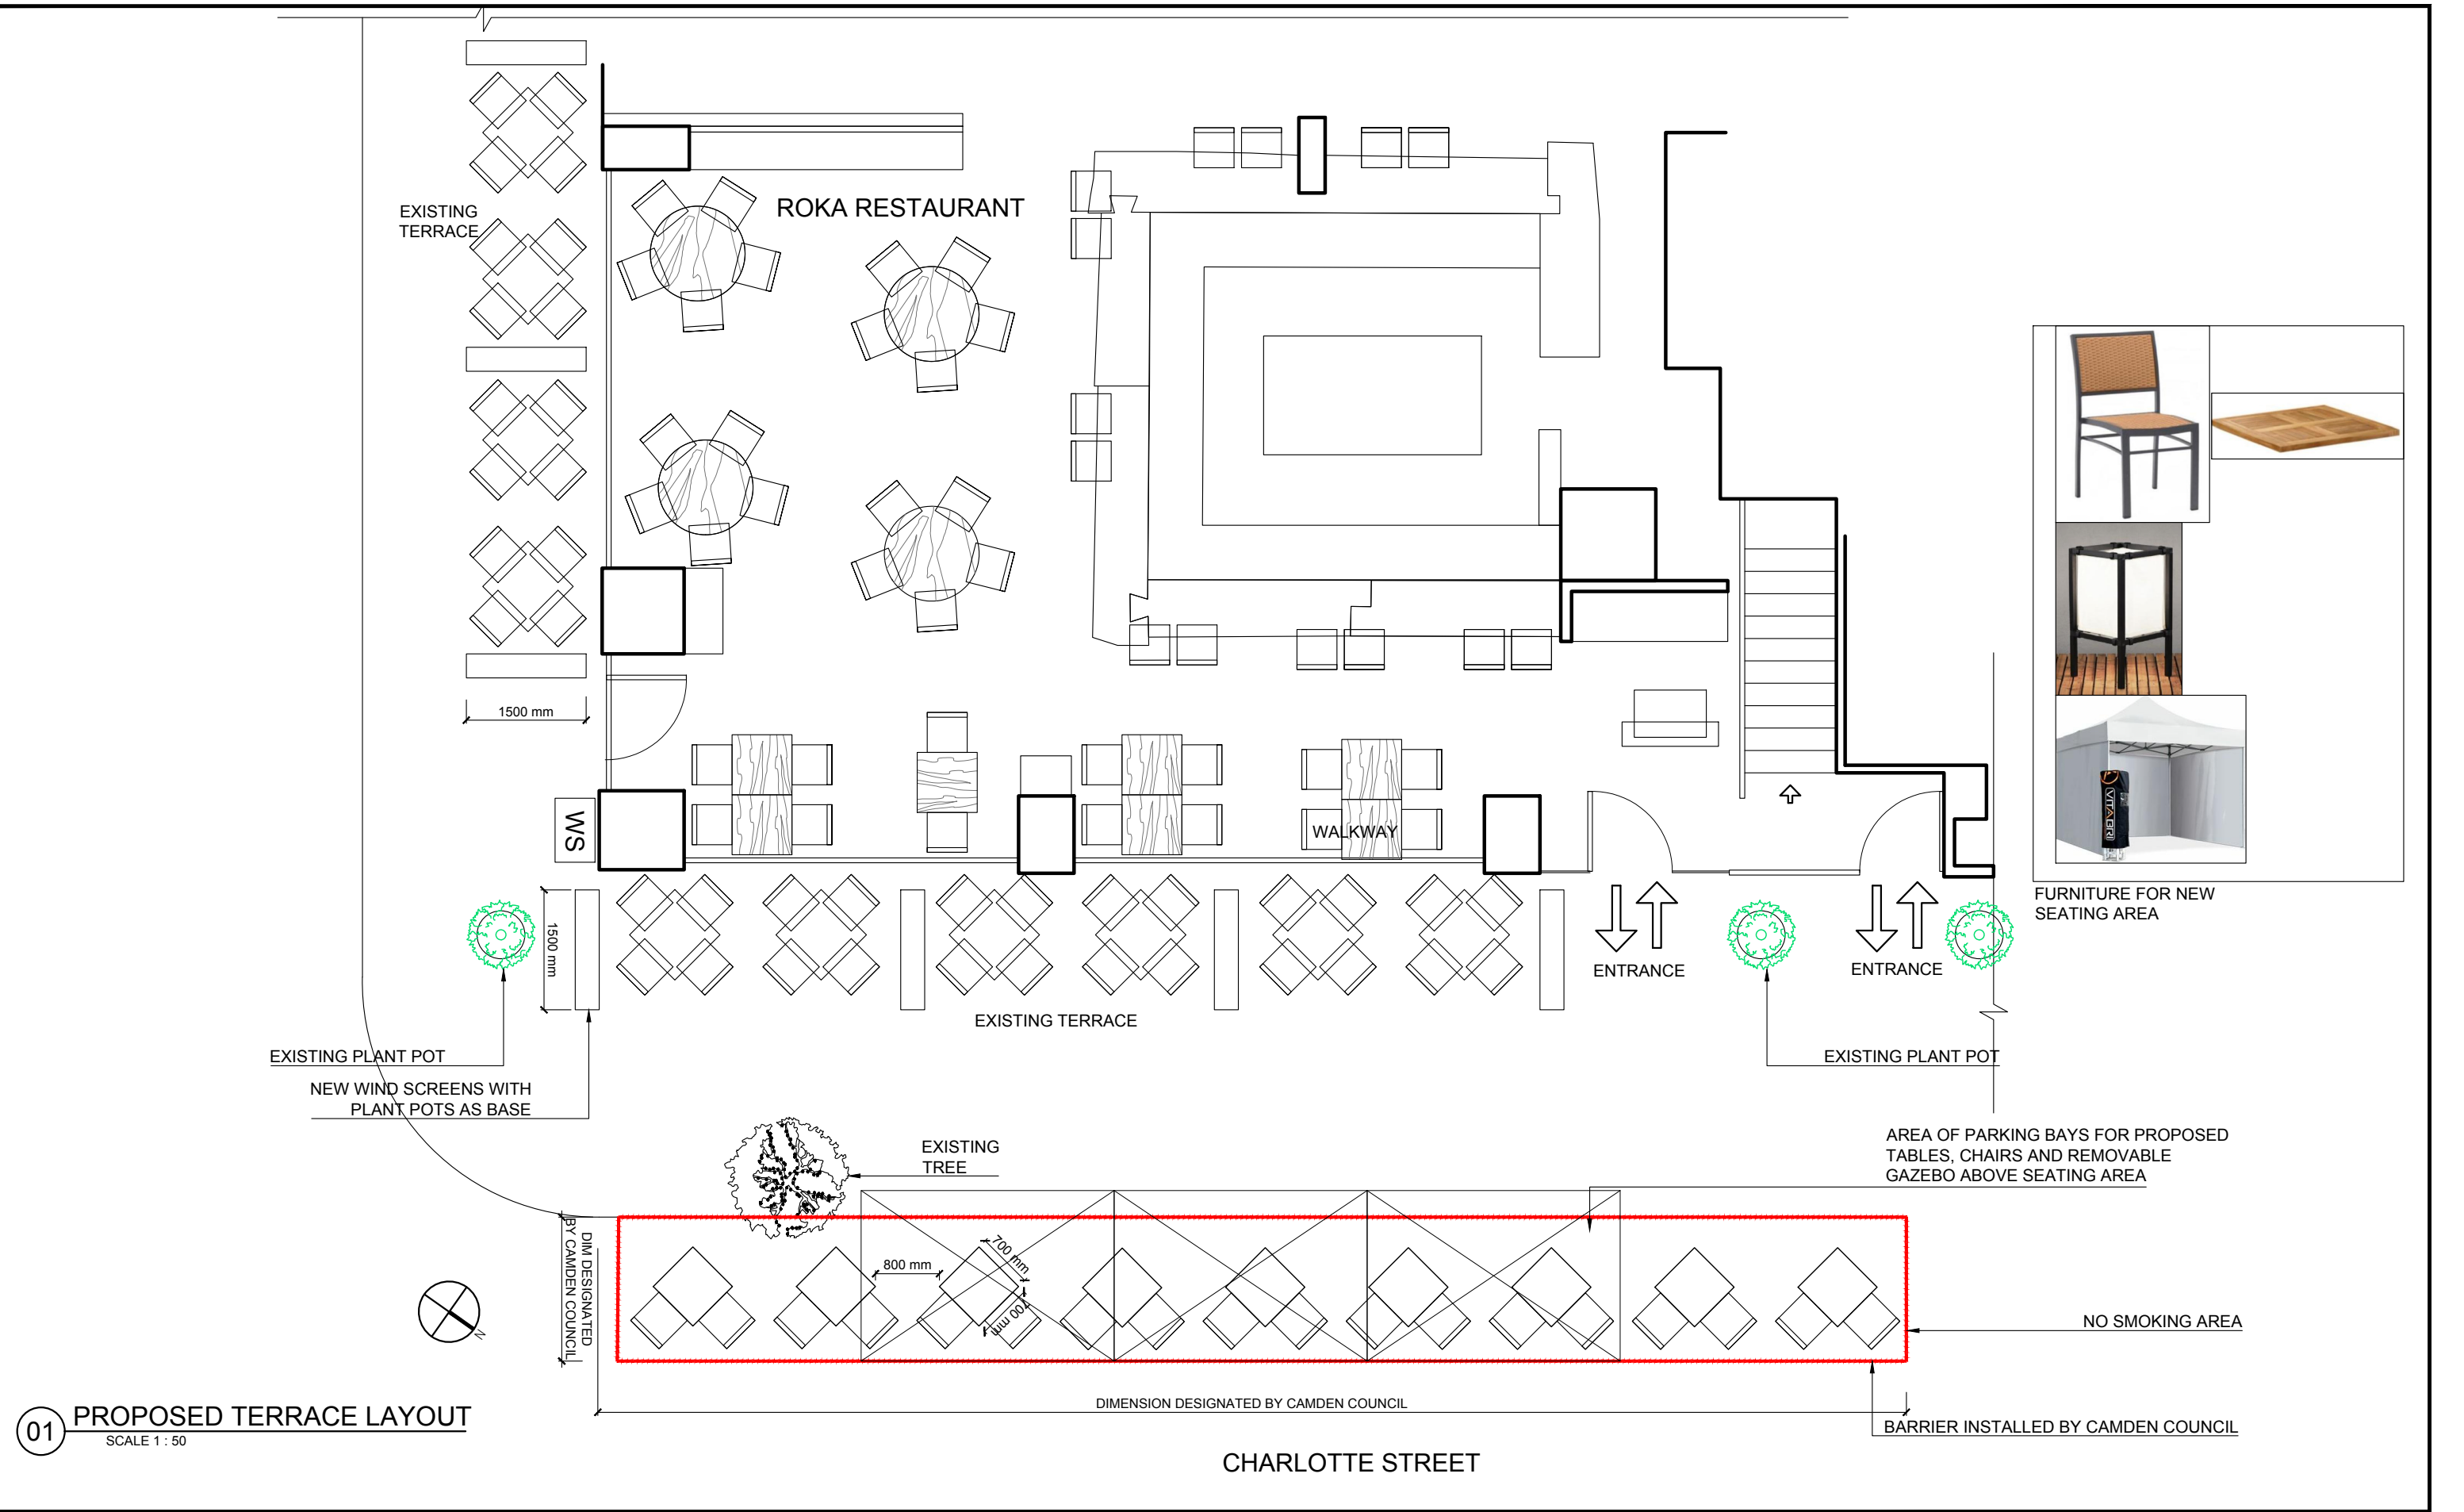 EXISTING
TERRACE
ROKA RESTAURANT
1500 mm
WS
WALKWAY
1500 mm
ENTRANCE
ENTRANCE
EXISTING TERRACE
EXISTING PLANT POT
NEW WIND SCREENS WITH
PLANT POTS AS BASE
EXISTING PLANT POT
VITABRI
FURNITURE FOR NEW
SEATING AREA
EXISTING
TREE
AREA OF PARKING BAYS FOR PROPOSED
TABLES, CHAIRS AND REMOVABLE
GAZEBO ABOVE SEATING AREA
DIM DESIGNATED
BY CAMDEN COUNCIL
800 mm
700 mm
700 mm
N
NO SMOKING AREA
DIMENSION DESIGNATED BY CAMDEN COUNCIL
BARRIER INSTALLED BY CAMDEN COUNCIL
01
PROPOSED TERRACE LAYOUT
SCALE 1 : 50
CHARLOTTE STREET